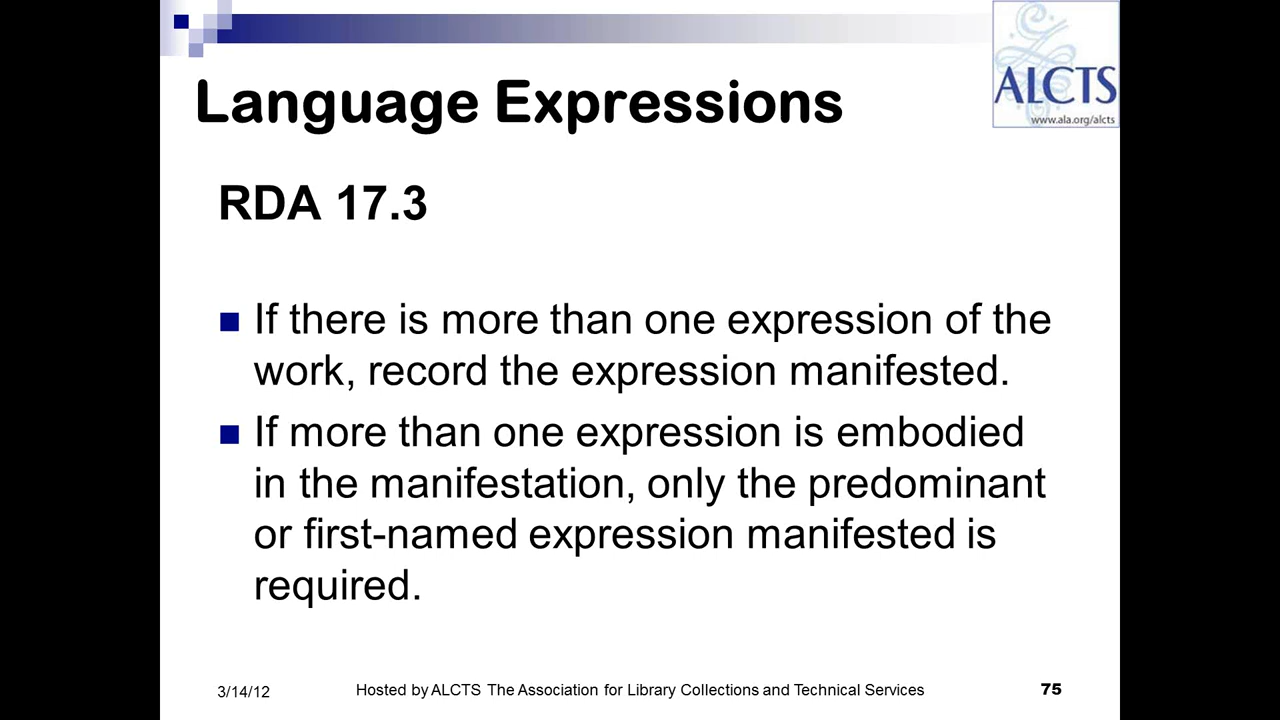 ALCTS
www.ala.org/alcts
Language Expressions
RDA 17.3
If there is more than one expression of the
work, record the expression manifested.
If more than one expression is embodied
in the manifestation, only the predominant
or first-named expression manifested is
required.
3/14/12
Hosted by ALCTS The Association for Library Collections and Technical Services
75